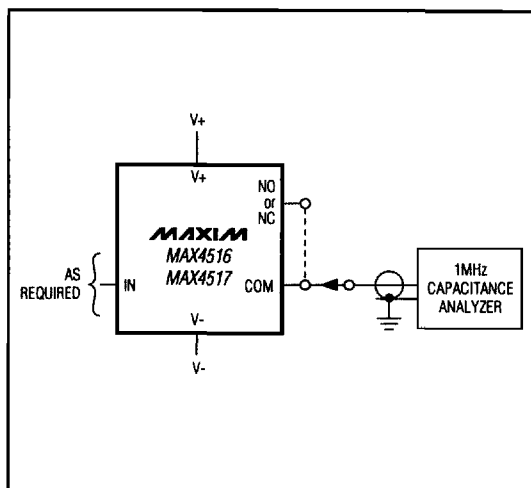 V+
V+
NO
or
NC
MAXIM
MAX4516
MAX4517
AS
REQUIRED
IN
COM
1MHz
CAPACITANCE
ANALYZER
V-
V-